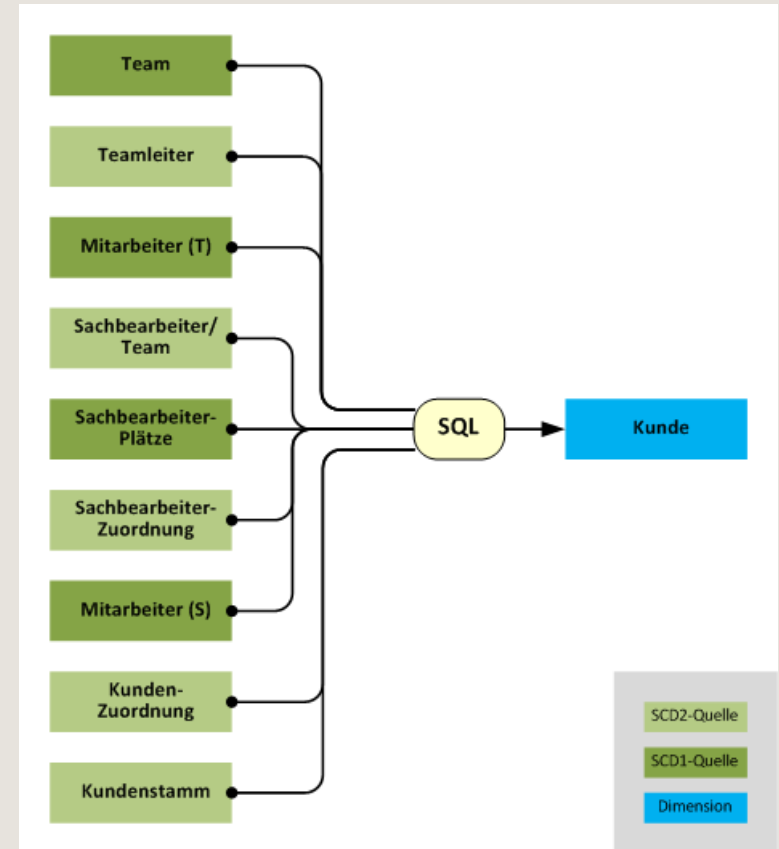 Team
Teamleiter
Mitarbeiter (T)
Sachbearbeiter/
Team
Sachbearbeiter-
Plätze
Sachbearbeiter-
Zuordnung
Mitarbeiter (S)
Kunden-
Zuordnung
Kundenstamm
SQL
Kunde
SCD2-Quelle
SCD1-Quelle
Dimension